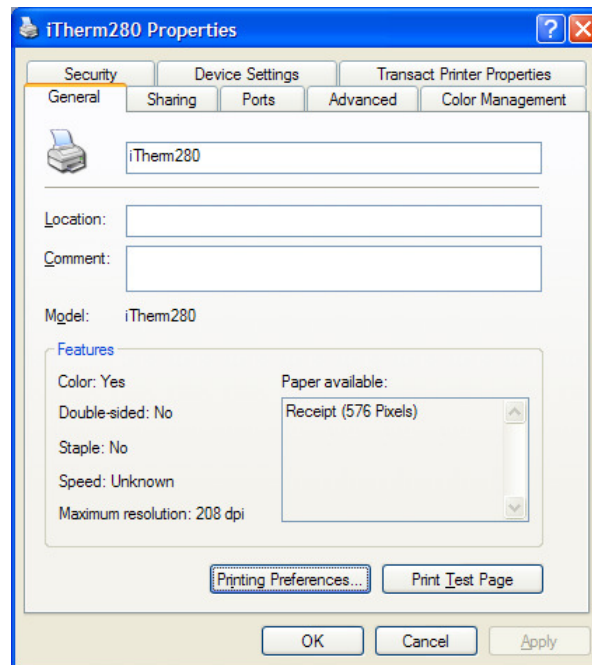 iTherm280 Properties
Security Device Settings Transact Printer Properties
General Sharing Ports Advanced Color Management
iTherm280
Location:
Comment:
Model: iTherm280
Features
Color: Yes
Paper available:
Double-sided: No
Receipt (576 Pixels)
Staple: No
Speed: Unknown
Maximum resolution: 208 dpi
Printing Preferences... Print Test Page
OK Cancel Apply